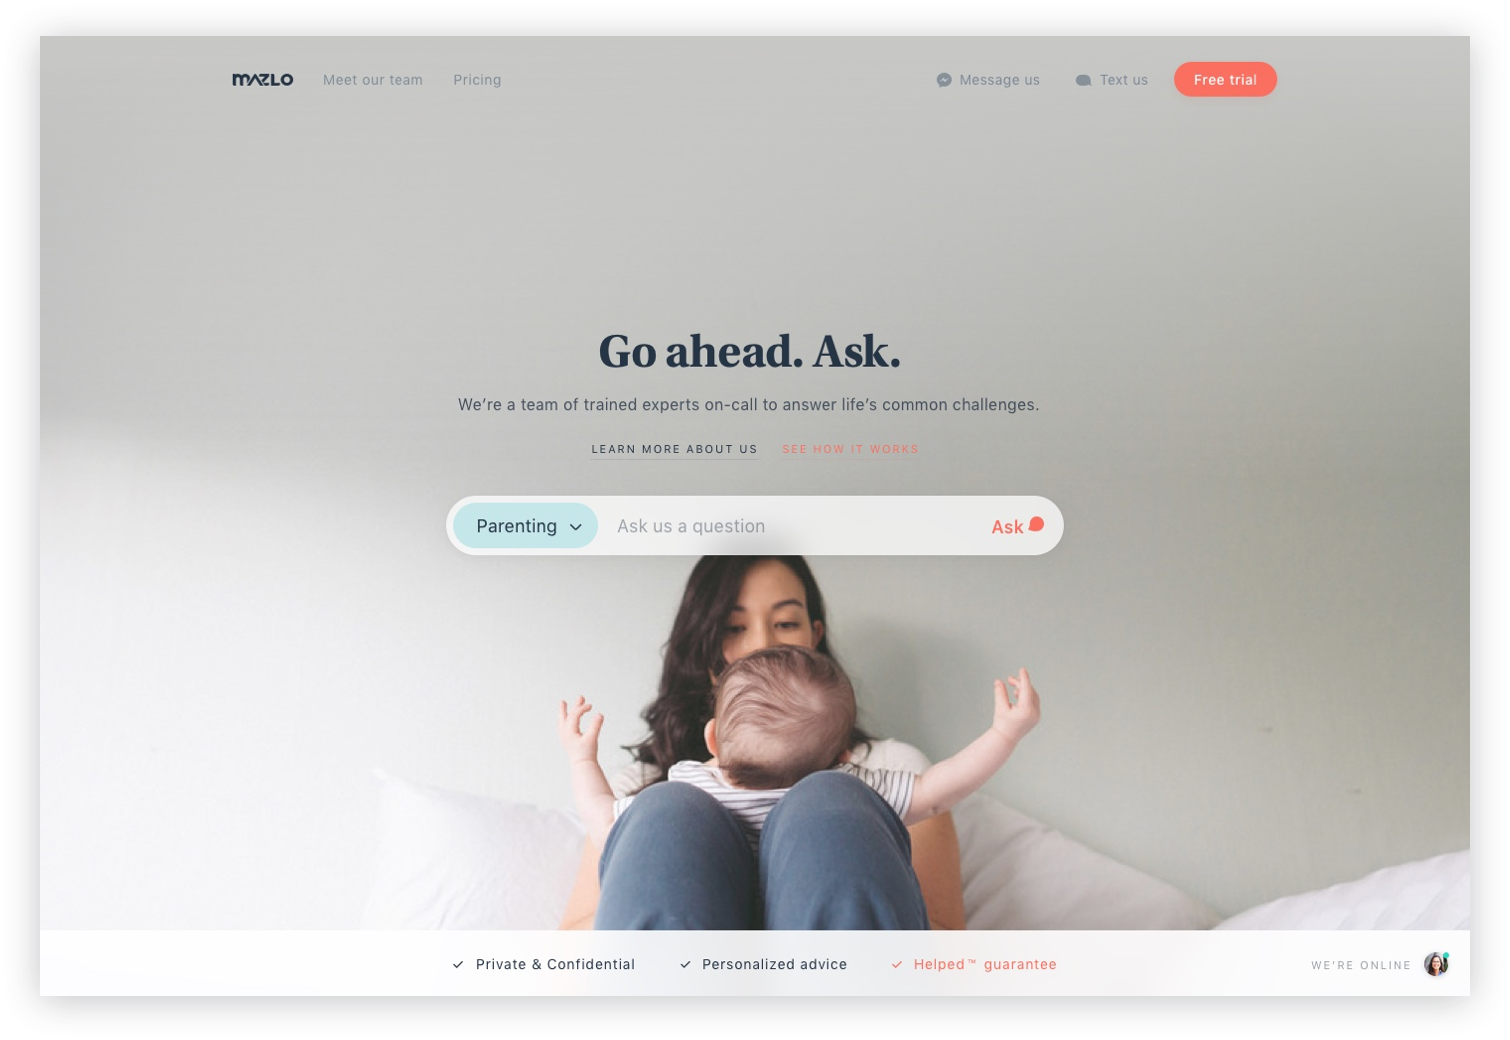 MAZLO Meet our team Pricing Message us Text us Free trial
Go ahead. Ask.
We’re a team of trained experts on-call to answer life’s common challenges.
LEARN MORE ABOUT US SEE HOW IT WORKS
Parenting Ask us a question Ask
Private & Confidential Personalized advice Helped™ guarantee WE’RE ONLINE